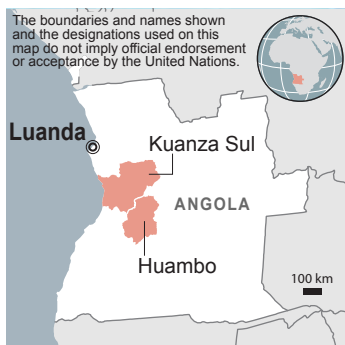 The boundaries and names shown
and the designations used on this
map do not imply official endorsement
or acceptance by the United Nations.
Luanda
Kuanza Sul
ANGOLA
Huambo
100 km